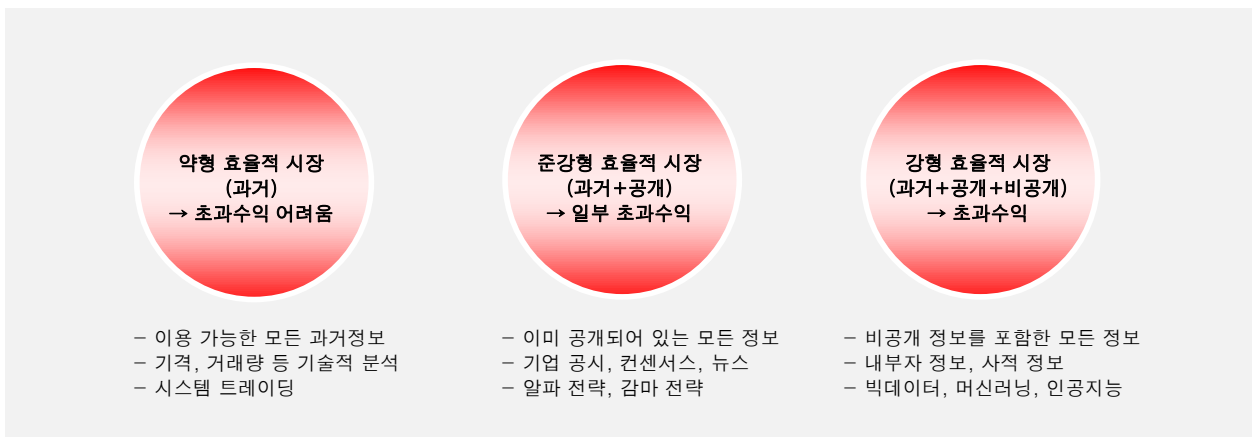 약형 효율적 시장
(과거)
→ 초과수익 어려움
준강형 효율적 시장
(과거+공개)
→ 일부 초과수익
강형 효율적 시장
(과거+공개+비공개)
→ 초과수익
– 이용 가능한 모든 과거정보
– 기격, 거래량 등 기술적 분석
– 시스템 트레이딩
– 이미 공개되어 있는 모든 정보
– 기업 공시, 컨센서스, 뉴스
– 알파 전략, 감마 전략
– 비공개 정보를 포함한 모든 정보
– 내부자 정보, 사적 정보
– 빅데이터, 머신러닝, 인공지능